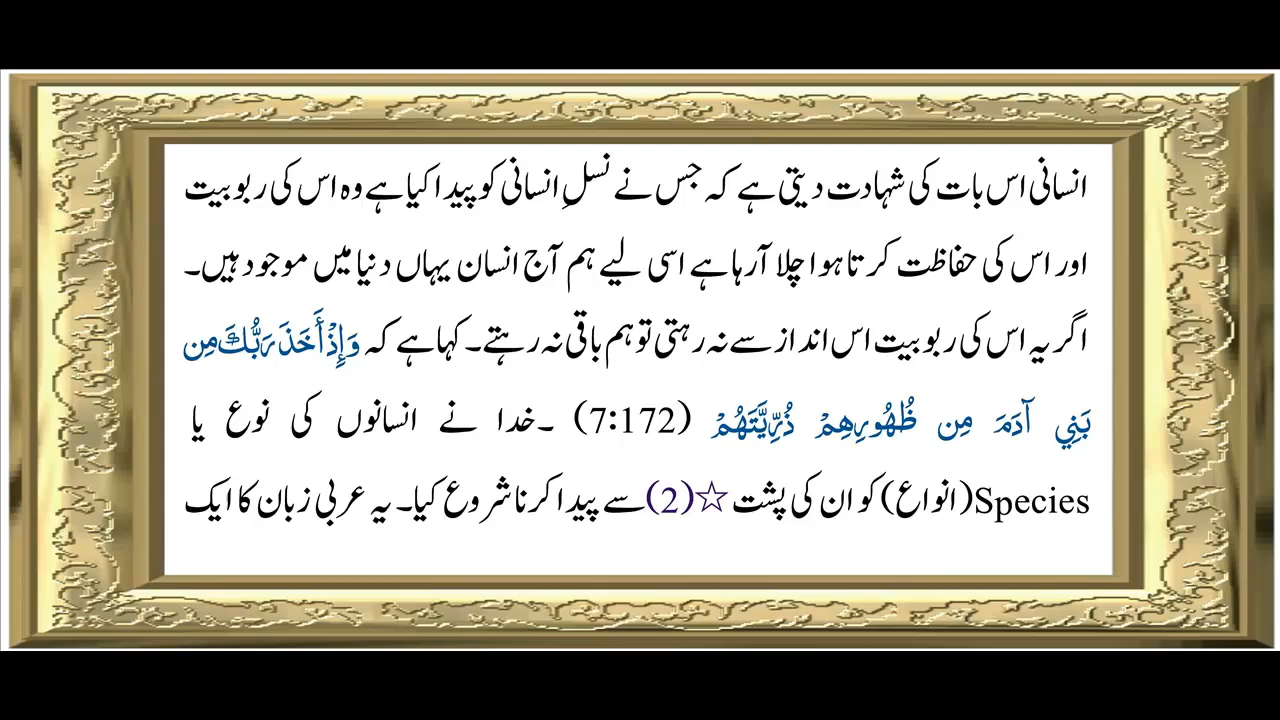 انسانی اس بات کی شہادت دیتی ہے کہ جس نے نسلِ انسانی کو پیدا کیا ہے وہ اس کی ربوبیت
اور اس کی حفاظت کرتا ہوا چلا آرہا ہے اسی لیے ہم آج انسان یہاں دنیا میں موجود ہیں۔
اگر یہ اس کی ربوبیت اس انداز سے نہ رہتی تو ہم باقی نہ رہتے۔ کہا ہے کہ وَإِذْ أَخَذَ رَبُّكَ مِن
بَنِي آدَمَ مِن ظُهُورِهِمْ ذُرِّيَّتَهُمْ (7:172) ۔خدا نے انسانوں کی نوع یا
Species(انواع) کو ان کی پشت ☆(2) سے پیدا کرنا شروع کیا۔ یہ عربی زبان کا ایک